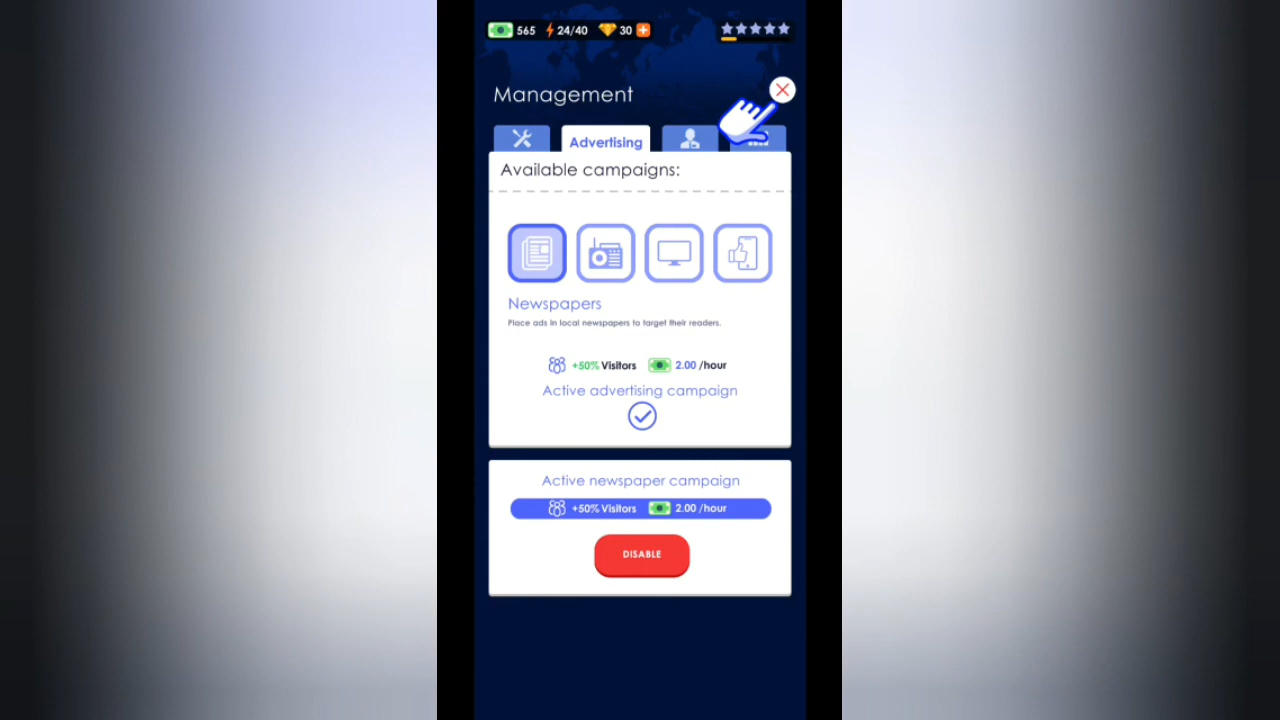 565 24/40 30
Management
Advertising
Available campaigns:
Newspapers
Place ads in local newspapers to target their readers.
+50% Visitors 2.00 /hour
Active advertising campaign
Active newspaper campaign
+50% Visitors 2.00 /hour
DISABLE